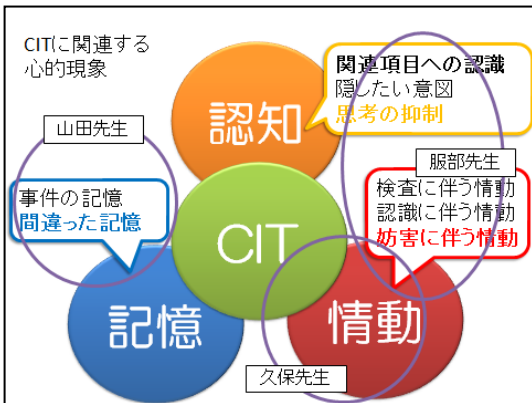 CITに関連する
心的現象
関連項目への認識
隠したい意図
思考の抑制
認知
山田先生
服部先生
事件の記憶
間違った記憶
検査に伴う情動
認識に伴う情動
妨害に伴う情動
CIT
記憶
情動
久保先生